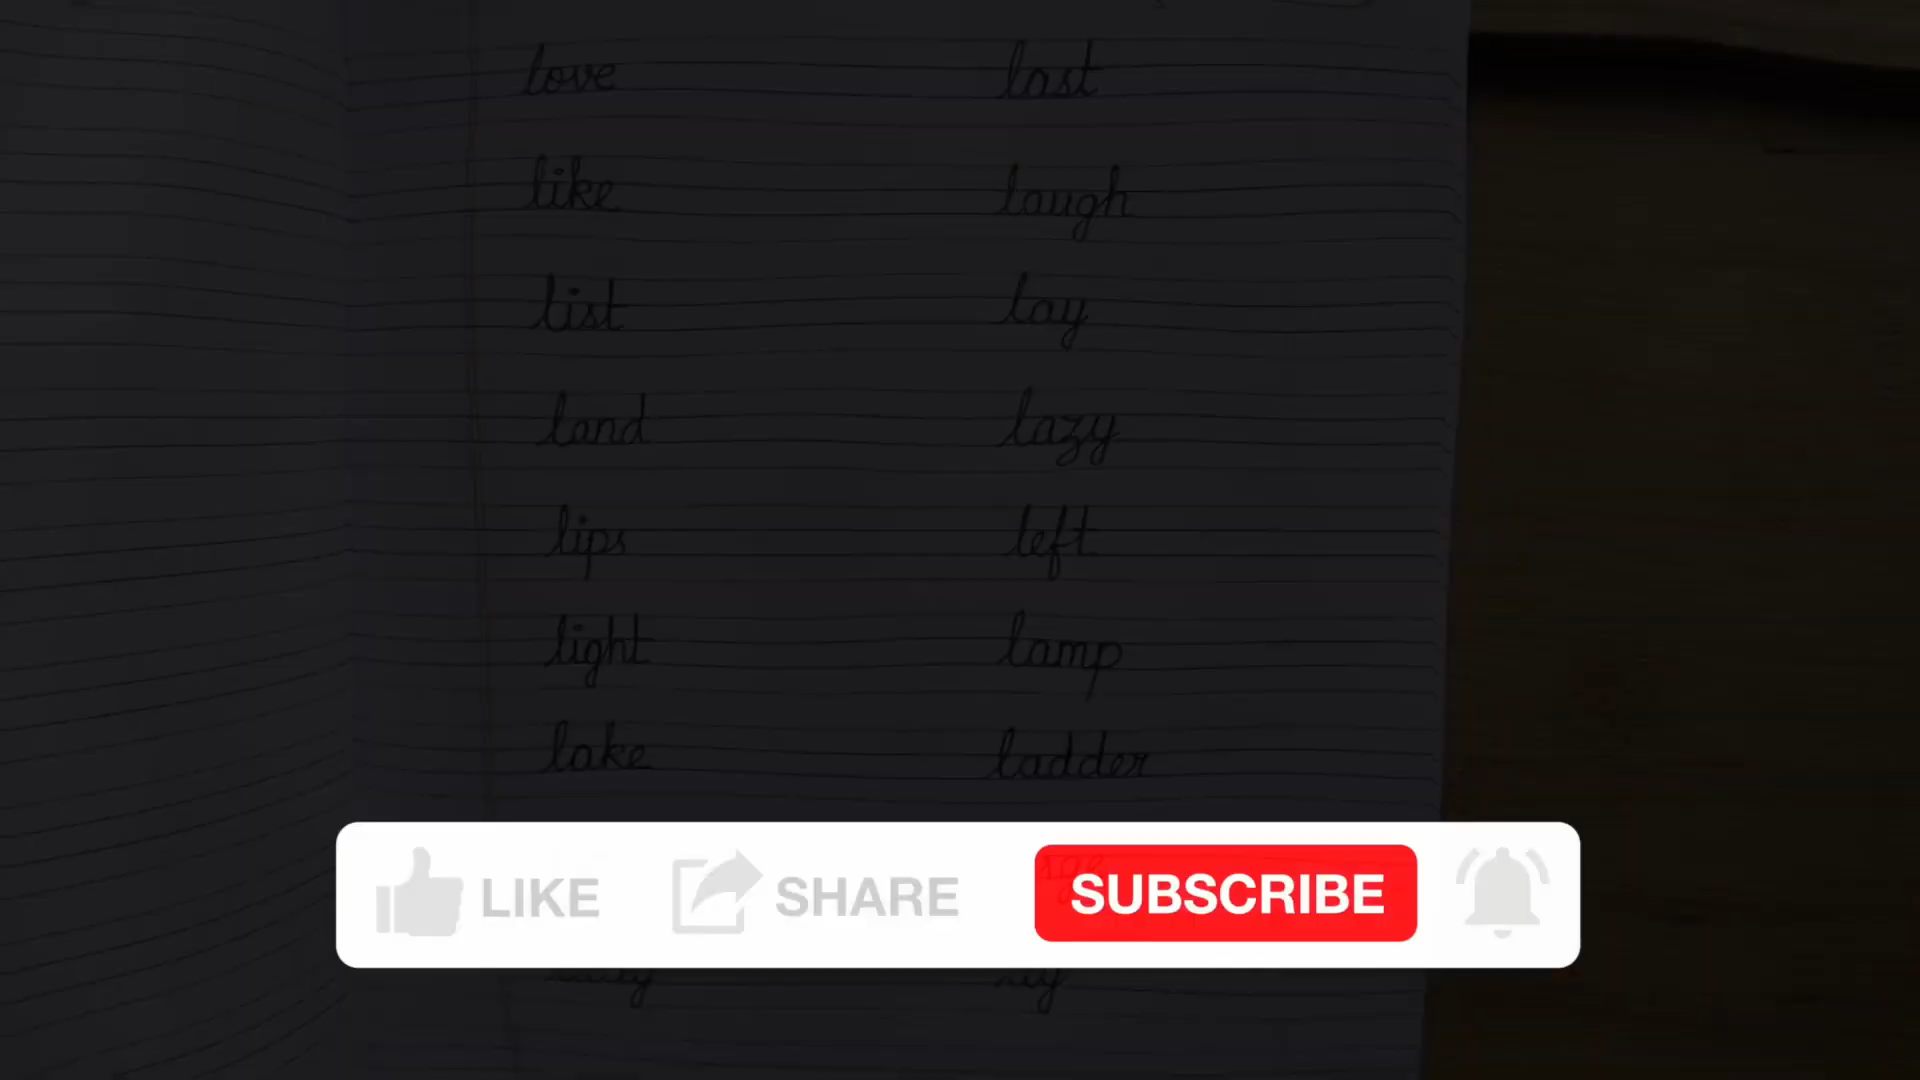 love last
like laugh
list lay
land lazy
lips left
light lamp
lake ladder
LIKE SHARE SUBSCRIBE